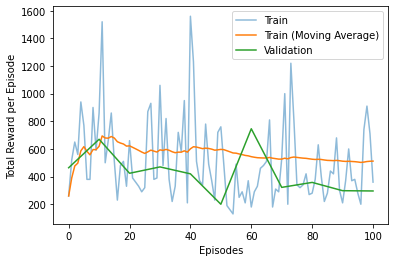 Train
Train (Moving Average)
Validation
Total Reward per Episode
1600
1400
1200
1000
800
600
400
200
0 20 40 60 80 100
Episodes